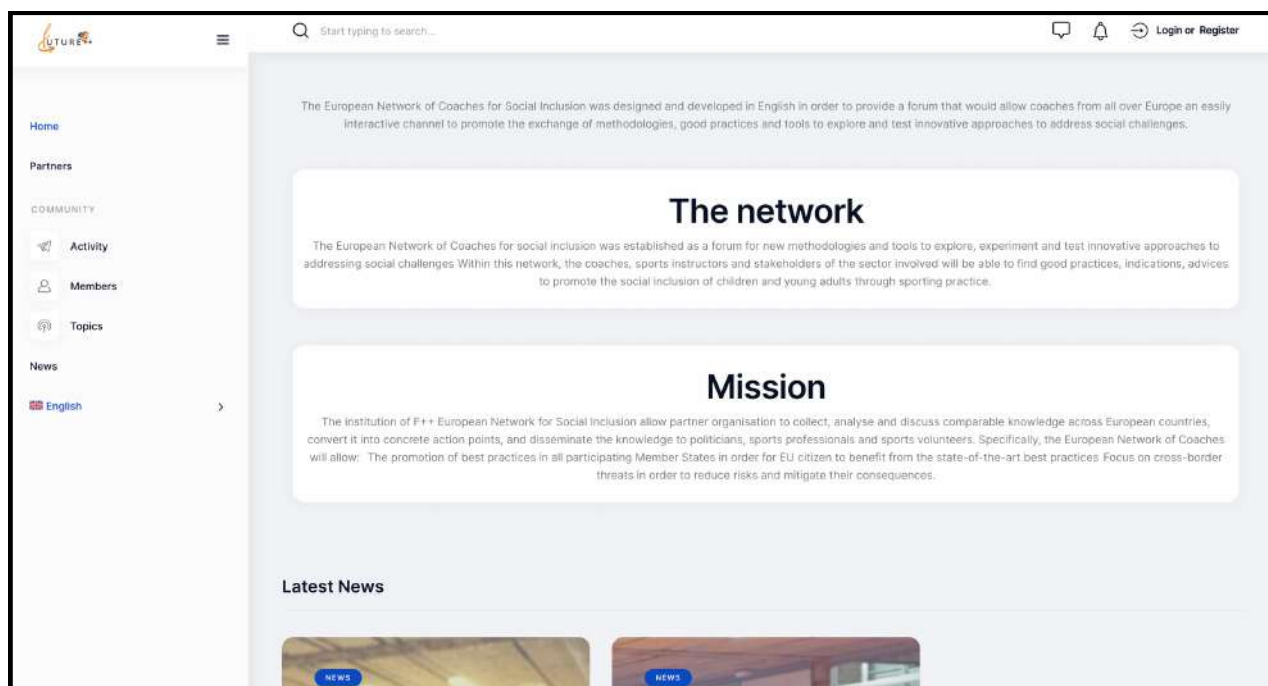 FUTURE++
Start typing to search...
Login or Register
Home
Partners
COMMUNITY
Activity
Members
Topics
News
English
The European Network of Coaches for Social Inclusion was designed and developed in English in order to provide a forum that would allow coaches from all over Europe an easily
interactive channel to promote the exchange of methodologies, good practices and tools to explore and test innovative approaches to address social challenges.
The network
The European Network of Coaches for social inclusion was established as a forum for new methodologies and tools to explore, experiment and test innovative approaches to
addressing social challenges Within this network, the coaches, sports instructors and stakeholders of the sector involved will be able to find good practices, indications, advices
to promote the social inclusion of children and young adults through sporting practice.
Mission
The institution of F++ European Network for Social Inclusion allow partner organisation to collect, analyse and discuss comparable knowledge across European countries,
convert it into concrete action points, and disseminate the knowledge to politicians, sports professionals and sports volunteers. Specifically, the European Network of Coaches
will allow: The promotion of best practices in all participating Member States in order for EU citizen to benefit from the state-of-the-art best practices Focus on cross-border
threats in order to reduce risks and mitigate their consequences.
Latest News
NEWS
NEWS